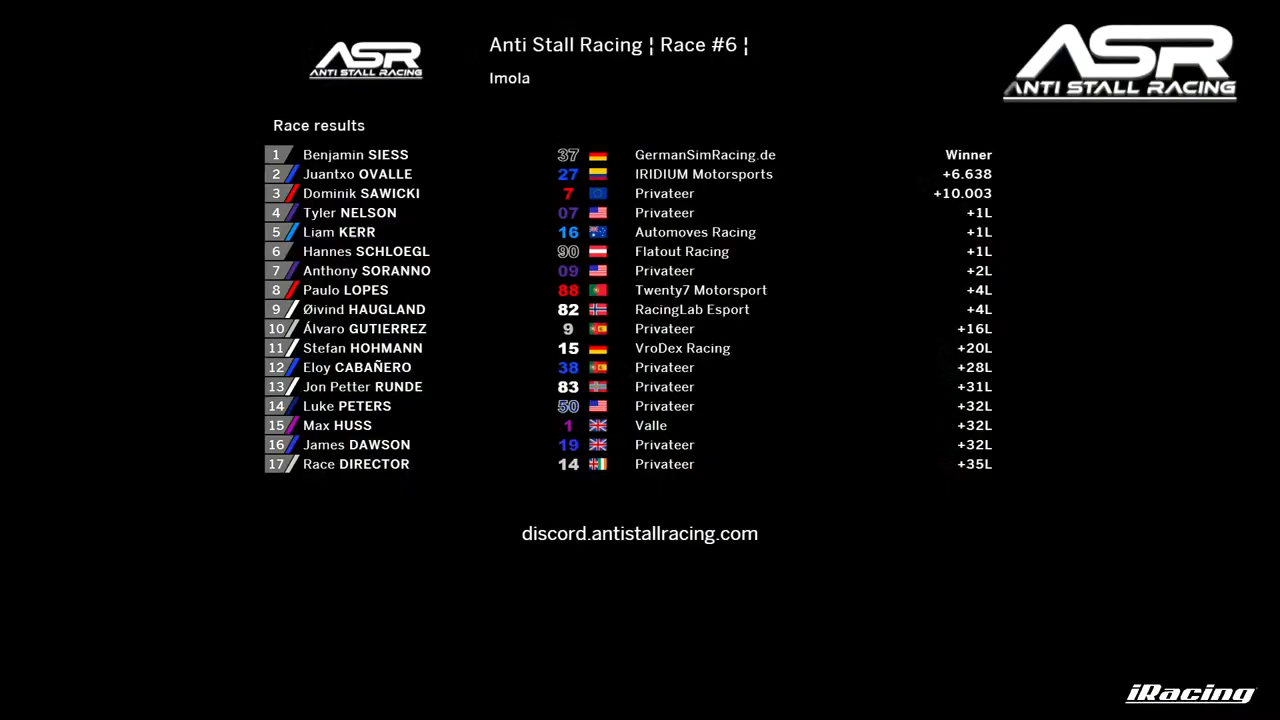 ASR
ANTI STALL RACING
Anti Stall Racing ¦ Race #6 ¦
Imola
ASR
ANTI STALL RACING
Race results
1 Benjamin SIESS 37 GermanSimRacing.de Winner
2 Juantxo OVALLE 27 IRIDIUM Motorsports +6.638
3 Dominik SAWICKI 7 Privateer +10.003
4 Tyler NELSON 07 Privateer +1L
5 Liam KERR 16 Automoves Racing +1L
6 Hannes SCHLOEGL 90 Flatout Racing +1L
7 Anthony SORANNO 09 Privateer +2L
8 Paulo LOPES 88 Twenty7 Motorsport +4L
9 Øivind HAUGLAND 82 RacingLab Esport +4L
10 Álvaro GUTIERREZ 9 Privateer +16L
11 Stefan HOHMANN 15 VroDex Racing +20L
12 Eloy CABAÑERO 38 Privateer +28L
13 Jon Petter RUNDE 83 Privateer +31L
14 Luke PETERS 50 Privateer +32L
15 Max HUSS 1 Valle +32L
16 James DAWSON 19 Privateer +32L
17 Race DIRECTOR 14 Privateer +35L
discord.antistallracing.com
iRacing